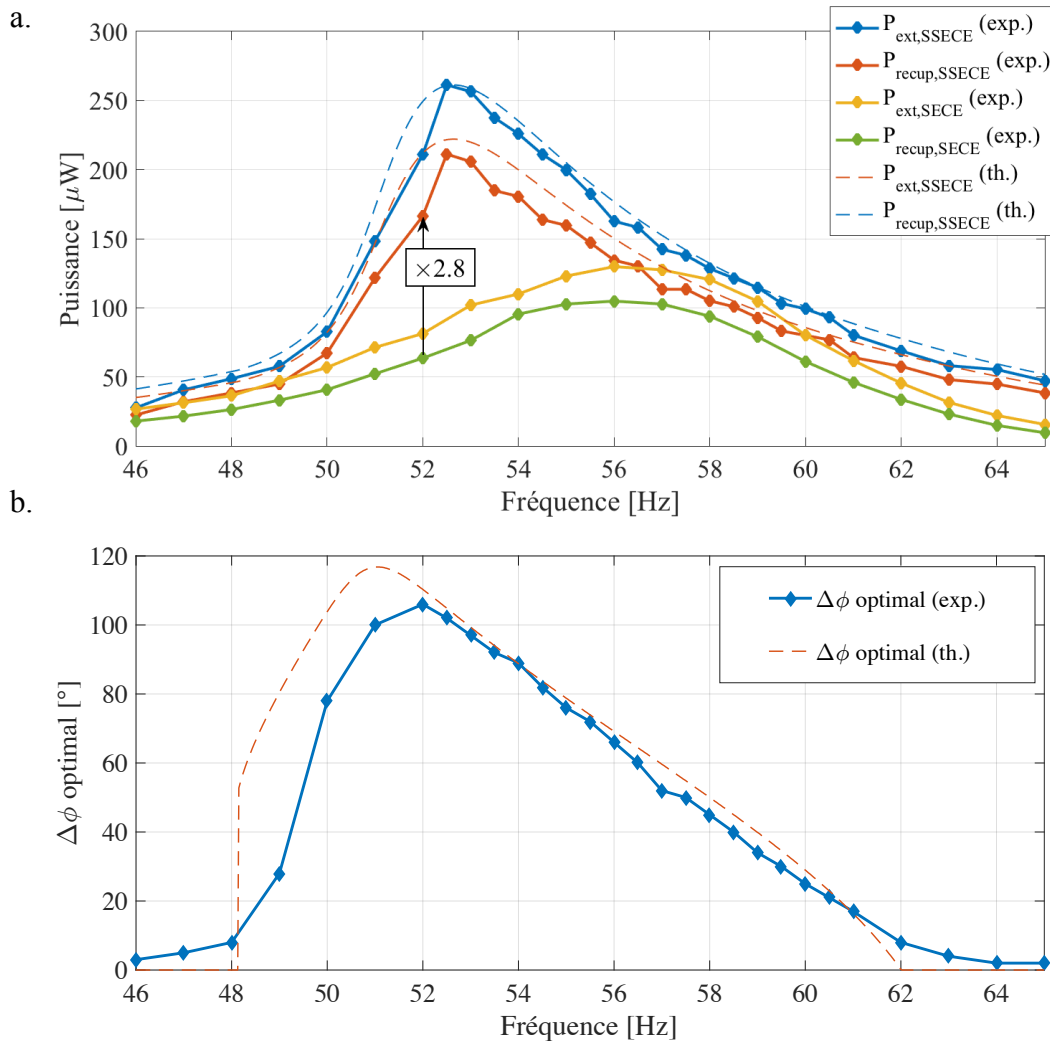 a.
300
250
200
150
100
50
0
Puissance [μW]
P_ext,SSECE (exp.)
P_recup,SSECE (exp.)
P_ext,SECE (exp.)
P_recup,SECE (exp.)
P_ext,SSECE (th.)
P_recup,SSECE (th.)
×2.8
46 48 50 52 54 56 58 60 62 64
Fréquence [Hz]
b.
120
100
80
60
40
20
0
Δϕ optimal [°]
Δϕ optimal (exp.)
Δϕ optimal (th.)
46 48 50 52 54 56 58 60 62 64
Fréquence [Hz]